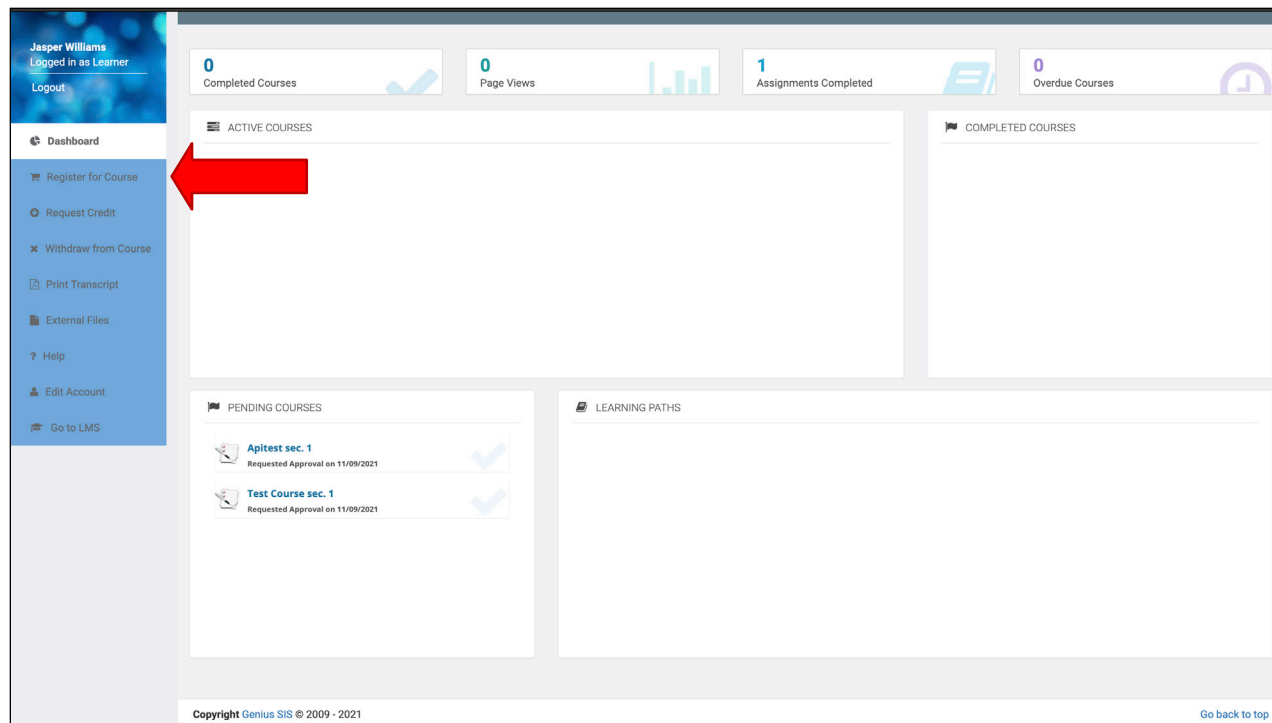 Jasper Williams
Logged in as Learner
Logout
Dashboard
Register for Course
Request Credit
Withdraw from Course
Print Transcript
External Files
? Help
Edit Account
Go to LMS
0
Completed Courses
0
Page Views
1
Assignments Completed
0
Overdue Courses
ACTIVE COURSES
COMPLETED COURSES
PENDING COURSES
Apitest sec. 1
Requested Approval on 11/09/2021
Test Course sec. 1
Requested Approval on 11/09/2021
LEARNING PATHS
Copyright Genius SIS © 2009 - 2021
Go back to top